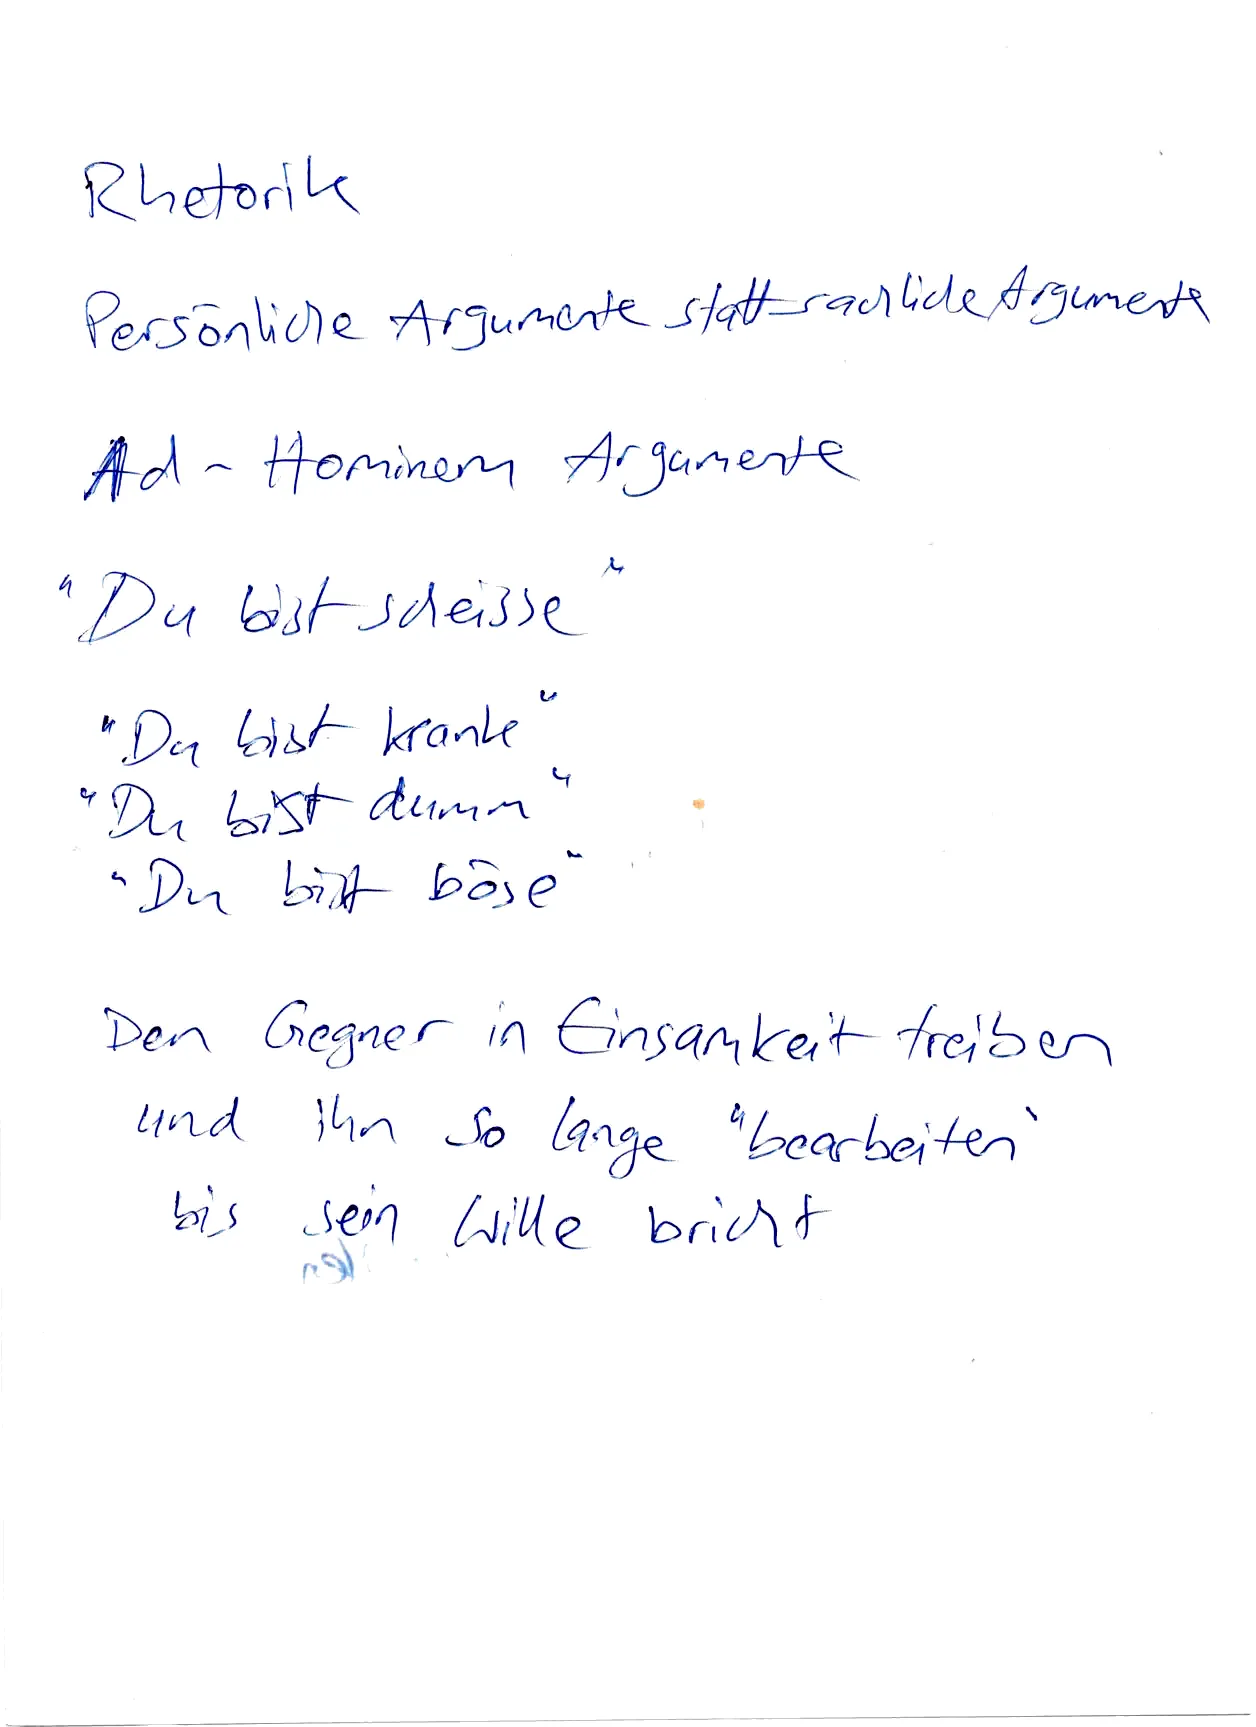 Rhetorik
Persönliche Argumente statt sachliche Argumente
Ad-Hominem Argumente
"Du bist scheisse"
"Du bist krank"
"Du bist dumm"
"Du bist böse"
Den Gegner in Einsamkeit treiben
und ihn so lange "bearbeiten"
bis sein Wille bricht